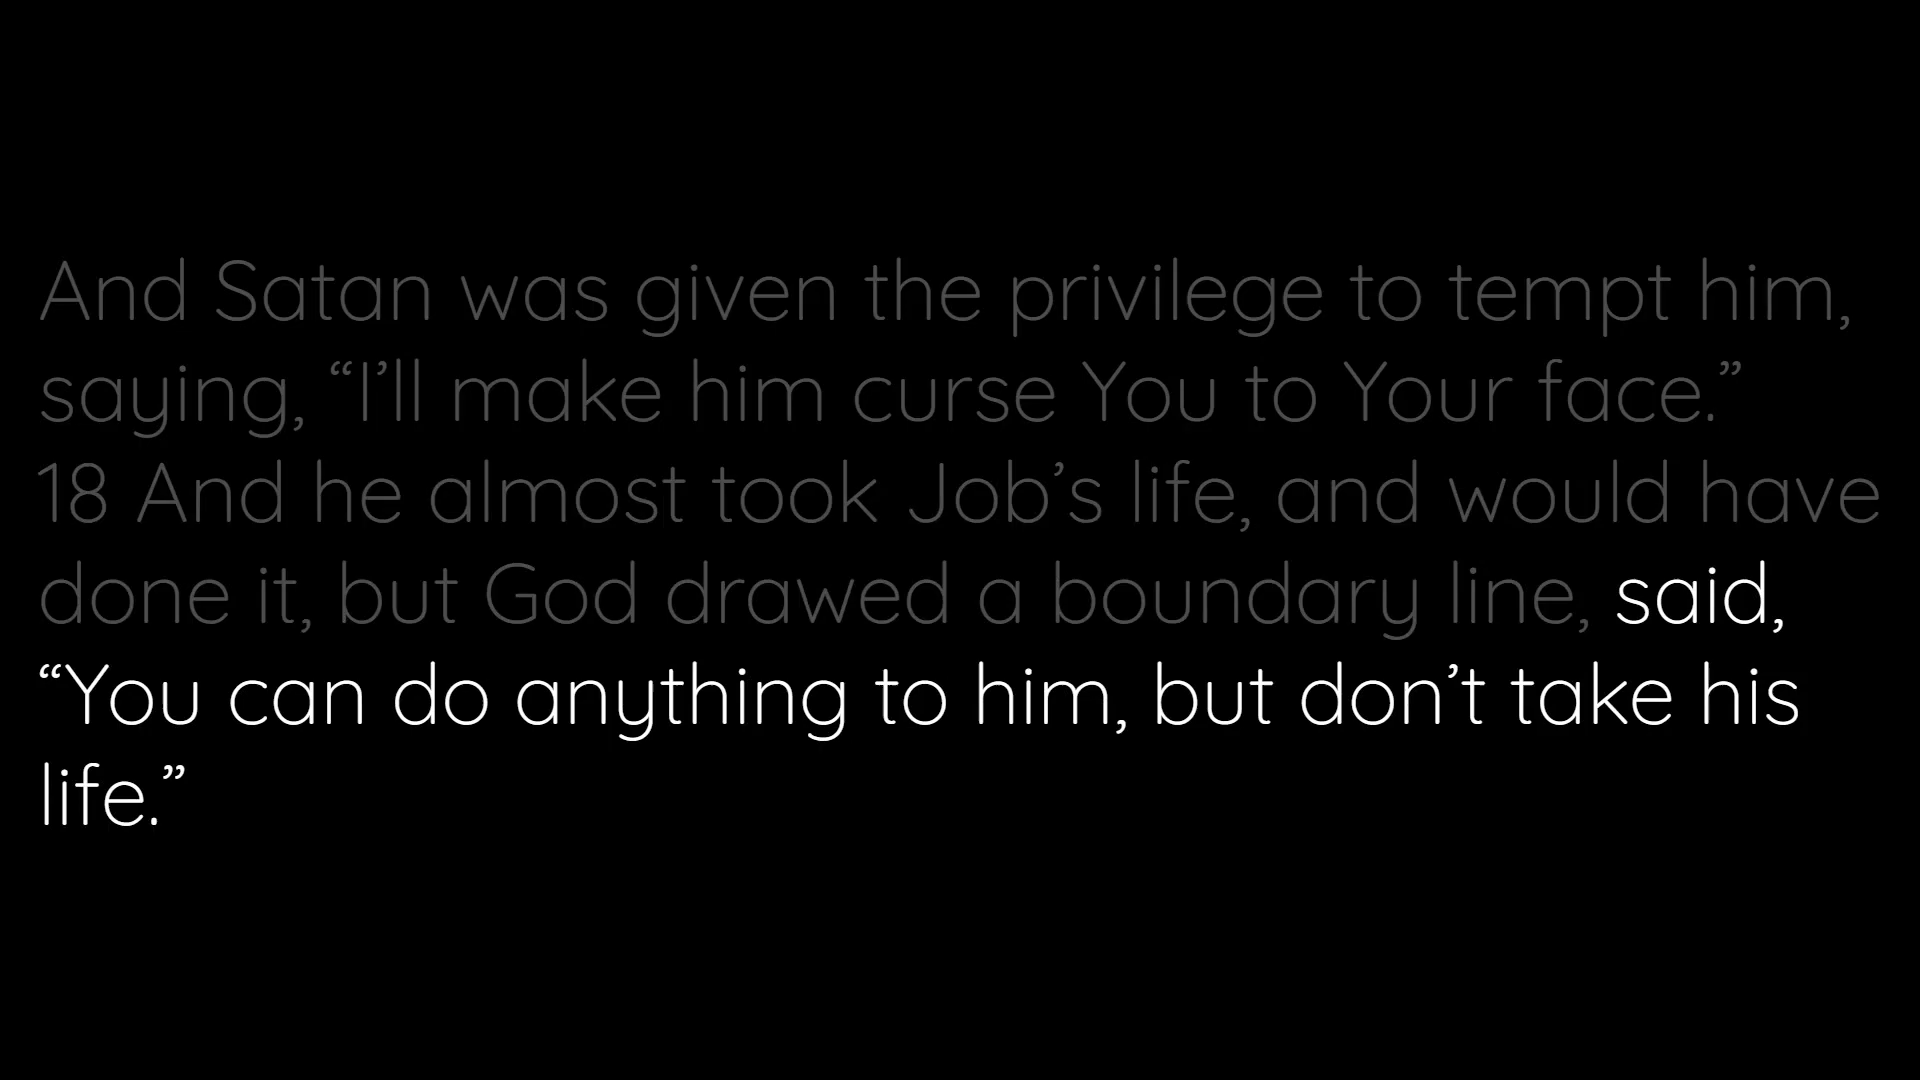 And Satan was given the privilege to tempt him,
saying, “I’ll make him curse You to Your face.”
18 And he almost took Job’s life, and would have
done it, but God drawed a boundary line, said,
“You can do anything to him, but don’t take his
life.”